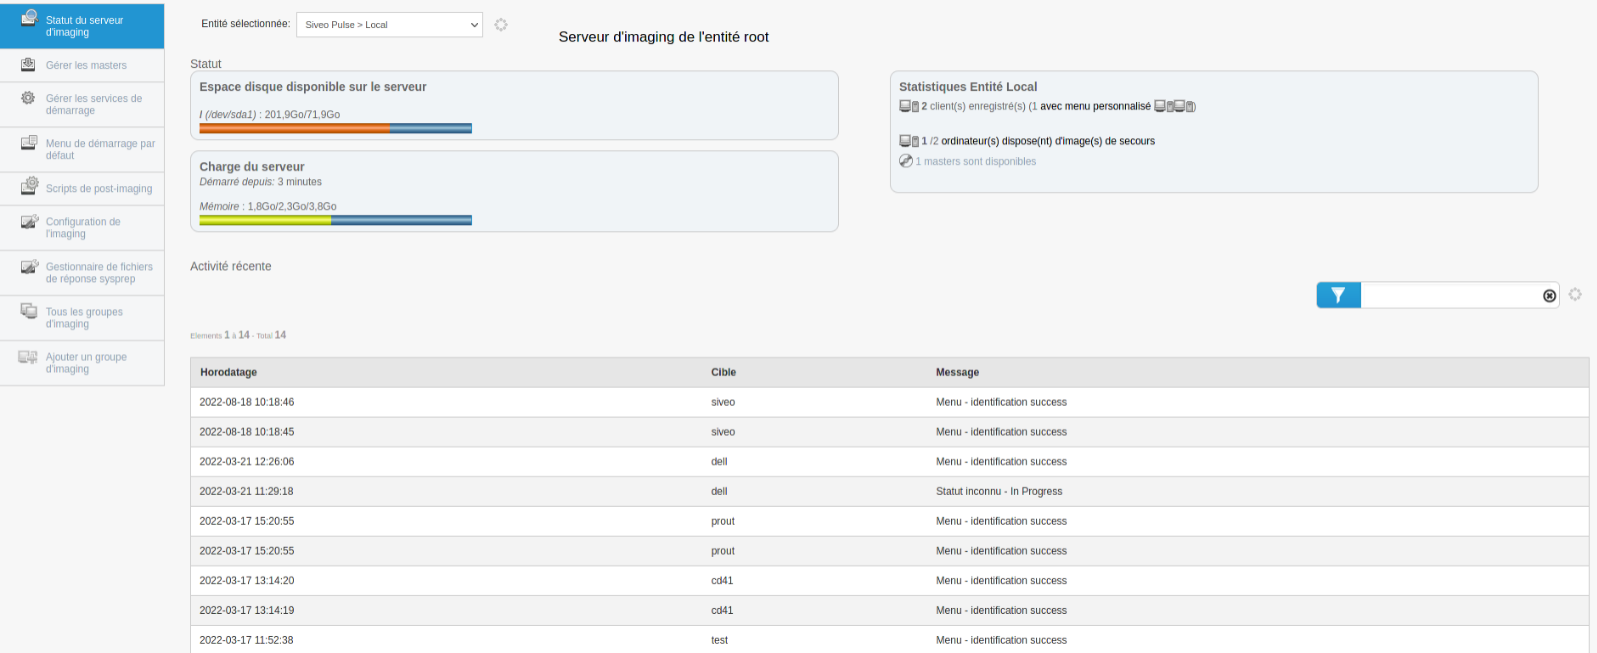 Statut du serveur
d'imaging
Gérer les masters
Gérer les services de
démarrage
Menu de démarrage par
défaut
Scripts de post-imaging
Configuration de
l'imaging
Gestionnaire de fichiers
de réponse sysprep
Tous les groupes
d'imaging
Ajouter un groupe
d'imaging
Entité sélectionnée: Siveo Pulse > Local
Serveur d'imaging de l'entité root
Statut
Espace disque disponible sur le serveur
/ (/dev/sda1) : 201,9Go/71,9Go
Charge du serveur
Démarré depuis: 3 minutes
Mémoire : 1,8Go/2,3Go/3,8Go
Statistiques Entité Local
2 client(s) enregistré(s) (1 avec menu personnalisé )
1 /2 ordinateur(s) dispose(nt) d'image(s) de secours
1 masters sont disponibles
Activité récente
Elements 1 à 14 - Total 14
Horodatage Cible Message
2022-08-18 10:18:46 siveo Menu - identification success
2022-08-18 10:18:45 siveo Menu - identification success
2022-03-21 12:26:06 dell Menu - identification success
2022-03-21 11:29:18 dell Statut inconnu - In Progress
2022-03-17 15:20:55 prout Menu - identification success
2022-03-17 15:20:55 prout Menu - identification success
2022-03-17 13:14:20 cd41 Menu - identification success
2022-03-17 13:14:19 cd41 Menu - identification success
2022-03-17 11:52:38 test Menu - identification success